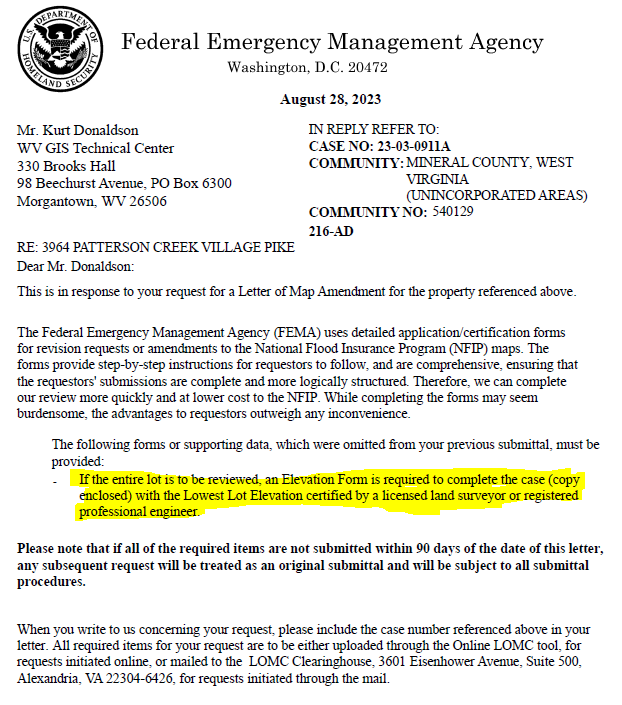 U.S. DEPARTMENT OF
HOMELAND SECURITY
Federal Emergency Management Agency
Washington, D.C. 20472
August 28, 2023
Mr. Kurt Donaldson
WV GIS Technical Center
330 Brooks Hall
98 Beechurst Avenue, PO Box 6300
Morgantown, WV 26506
IN REPLY REFER TO:
CASE NO: 23-03-0911A
COMMUNITY: MINERAL COUNTY, WEST
VIRGINIA
(UNINCORPORATED AREAS)
COMMUNITY NO: 540129
216-AD
RE: 3964 PATTERSON CREEK VILLAGE PIKE
Dear Mr. Donaldson:
This is in response to your request for a Letter of Map Amendment for the property referenced above.
The Federal Emergency Management Agency (FEMA) uses detailed application/certification forms
for revision requests or amendments to the National Flood Insurance Program (NFIP) maps. The
forms provide step-by-step instructions for requestors to follow, and are comprehensive, ensuring that
the requestors' submissions are complete and more logically structured. Therefore, we can complete
our review more quickly and at lower cost to the NFIP. While completing the forms may seem
burdensome, the advantages to requestors outweigh any inconvenience.
The following forms or supporting data, which were omitted from your previous submittal, must be
provided:
- If the entire lot is to be reviewed, an Elevation Form is required to complete the case (copy
enclosed) with the Lowest Lot Elevation certified by a licensed land surveyor or registered
professional engineer.
Please note that if all of the required items are not submitted within 90 days of the date of this letter,
any subsequent request will be treated as an original submittal and will be subject to all submittal
procedures.
When you write to us concerning your request, please include the case number referenced above in your
letter. All required items for your request are to be either uploaded through the Online LOMC tool, for
requests initiated online, or mailed to the LOMC Clearinghouse, 3601 Eisenhower Avenue, Suite 500,
Alexandria, VA 22304-6426, for requests initiated through the mail.